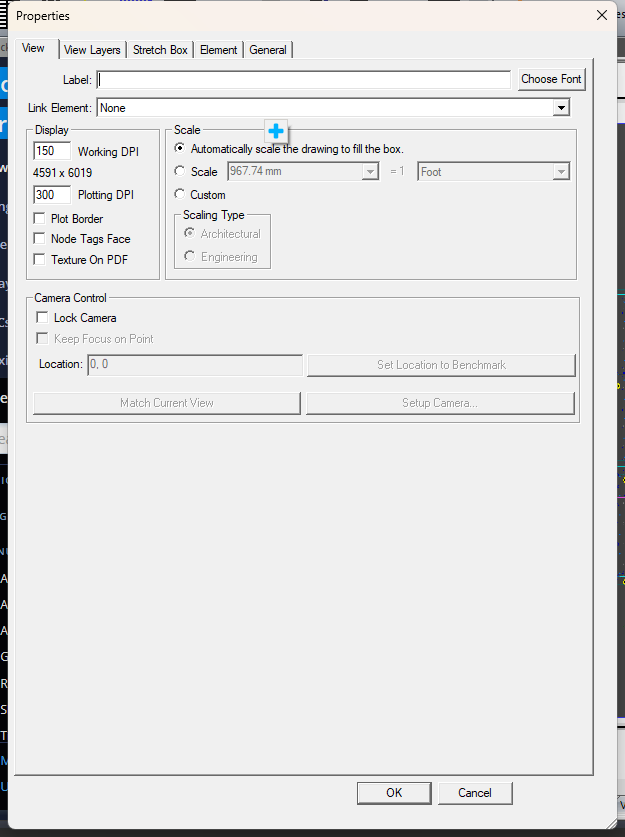 Properties
View
View Layers
Stretch Box
Element
General
Label:
Choose Font
Link Element:
None
Display
150 Working DPI
4591 x 6019
300 Plotting DPI
Plot Border
Node Tags Face
Texture On PDF
Scale
Automatically scale the drawing to fill the box.
Scale 967.74 mm = 1 Foot
Custom
Scaling Type
Architectural
Engineering
Camera Control
Lock Camera
Keep Focus on Point
Location: 0, 0
Set Location to Benchmark
Match Current View
Setup Camera...
OK
Cancel